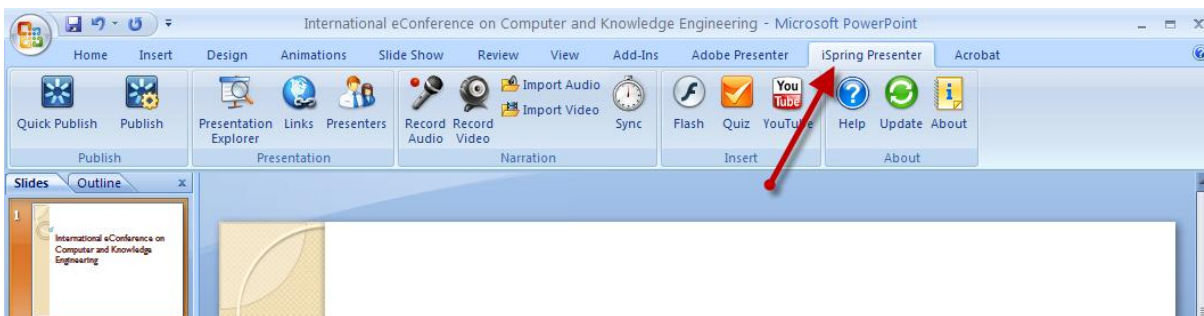 International eConference on Computer and Knowledge Engineering - Microsoft PowerPoint
Home Insert Design Animations Slide Show Review View Add-Ins Adobe Presenter iSpring Presenter Acrobat
Quick Publish Publish Presentation Explorer Links Presenters Record Audio Record Video Import Audio Import Video Sync Flash Quiz You Tube YouTube Help Update About
Publish Presentation Narration Insert About
Slides Outline x
1
International eConference on
Computer and Knowledge
Engineering